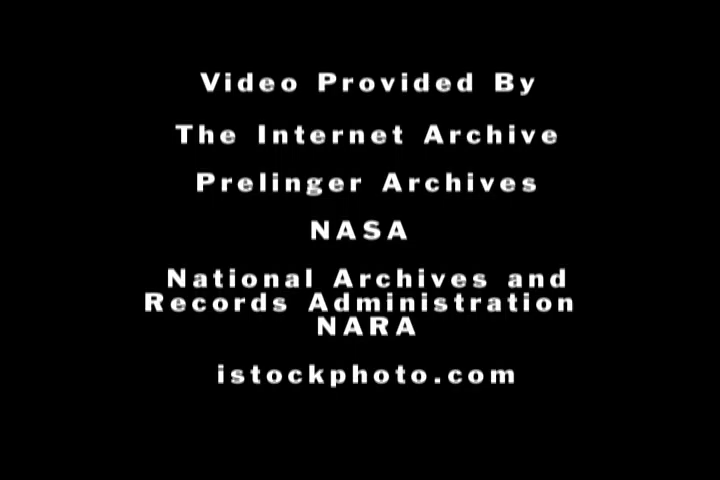 Video Provided By
The Internet Archive
Prelinger Archives
NASA
National Archives and
Records Administration
NARA
istockphoto.com